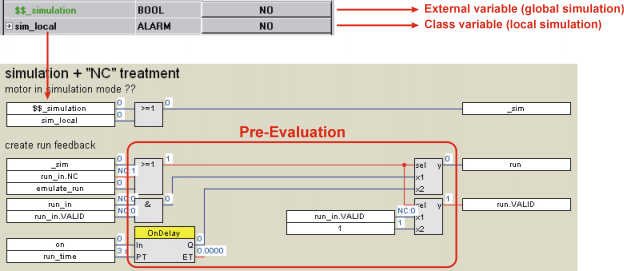 $$_simulation BOOL NO External variable (global simulation)
sim_local ALARM NO Class variable (local simulation)
simulation + "NC" treatment
motor in simulation mode ??
$$_simulation 0 >=1 0 _sim
sim_local 0
create run feedback
Pre-Evaluation
_sim 0 >=1 1 sel y 0 run
run_in.NC NC:1 x1
emulate_run 0 x2
run_in NC:0 & 0 sel y 1 run.VALID
run_in.VALID NC:0 run_in.VALID NC:0 x1
1 1 x2
OnDelay
on 0 In Q 0
run_time 3 s PT ET 0.0000